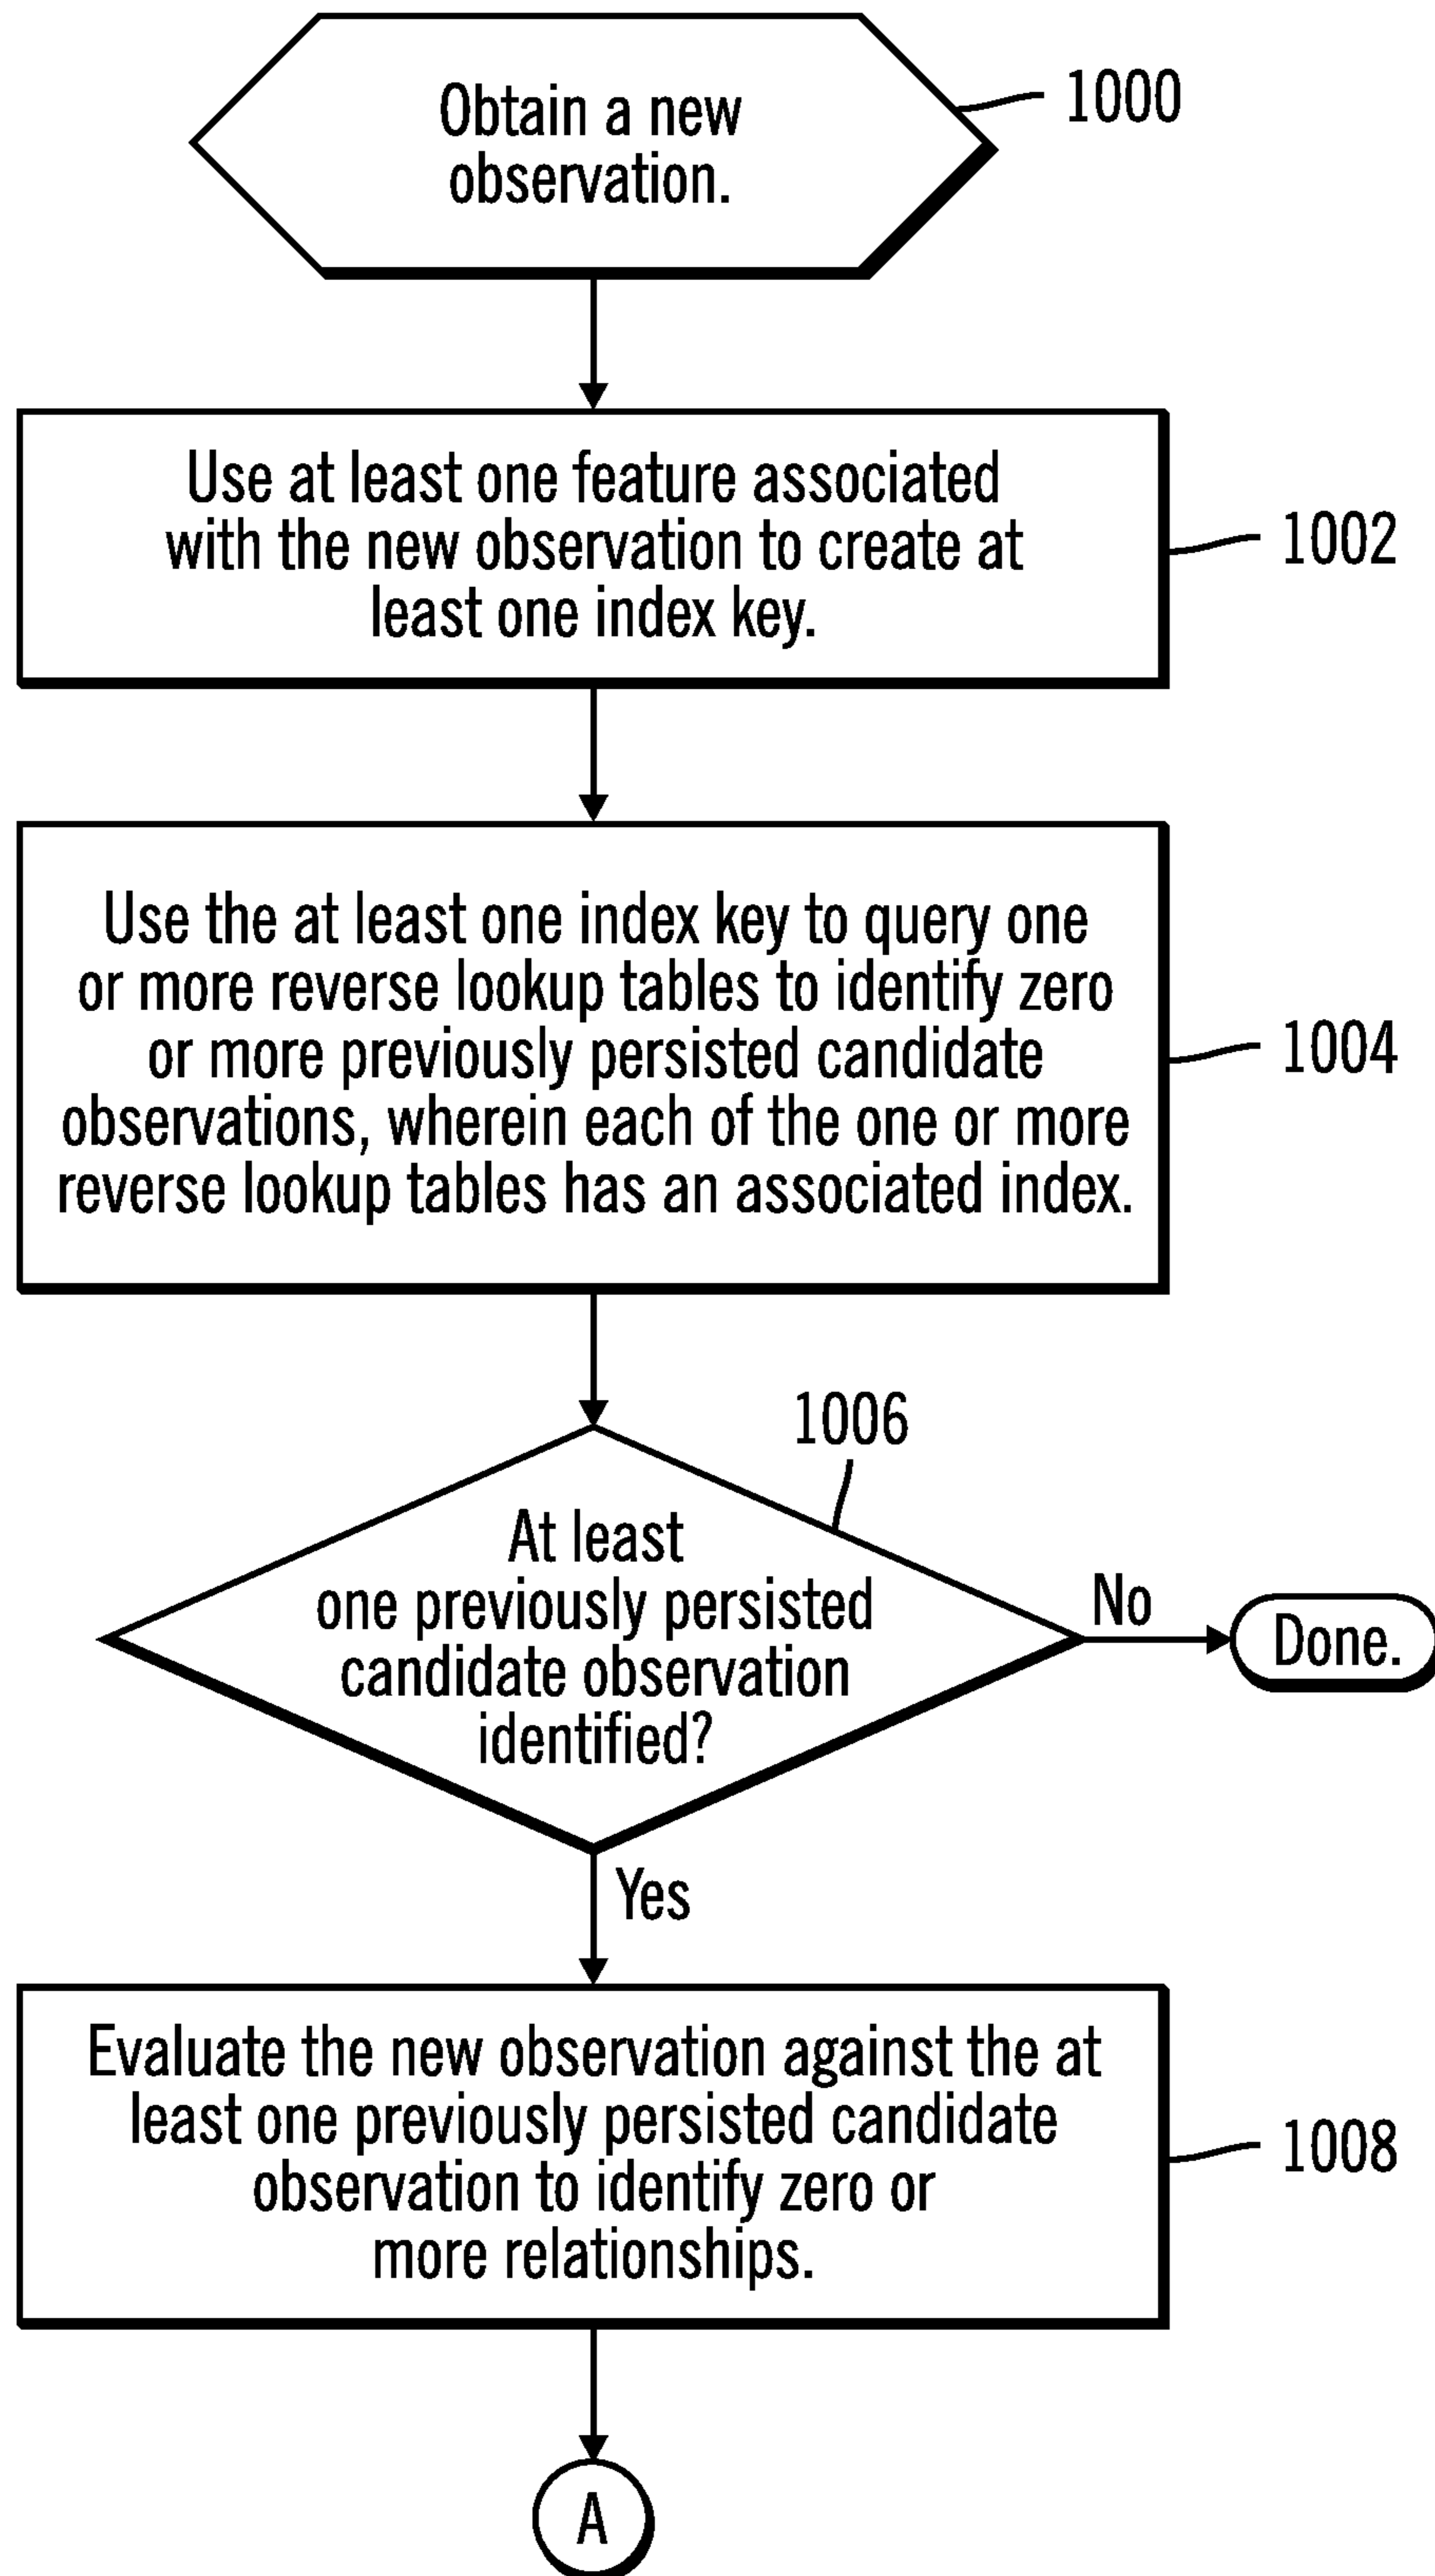 Obtain a new
observation.
1000
Use at least one feature associated
with the new observation to create at
least one index key.
1002
Use the at least one index key to query one
or more reverse lookup tables to identify zero
or more previously persisted candidate
observations, wherein each of the one or more
reverse lookup tables has an associated index.
1004
1006
At least
one previously persisted
candidate observation
identified?
No
Done.
Yes
Evaluate the new observation against the at
least one previously persisted candidate
observation to identify zero or
more relationships.
1008
A